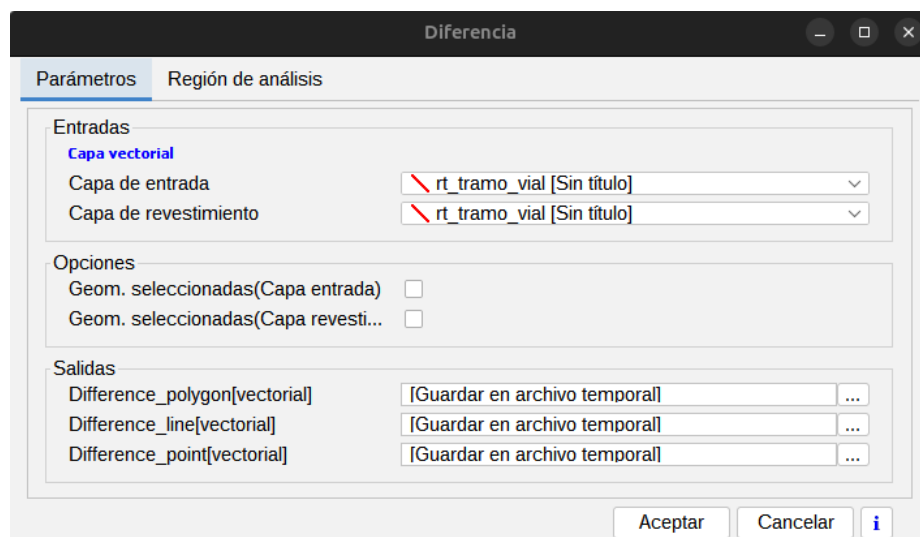 Diferencia
Parámetros Región de análisis
Entradas
Capa vectorial
Capa de entrada rt_tramo_vial [Sin título]
Capa de revestimiento rt_tramo_vial [Sin título]
Opciones
Geom. seleccionadas(Capa entrada)
Geom. seleccionadas(Capa revesti...
Salidas
Difference_polygon[vectorial] [Guardar en archivo temporal] ...
Difference_line[vectorial] [Guardar en archivo temporal] ...
Difference_point[vectorial] [Guardar en archivo temporal] ...
Aceptar Cancelar i